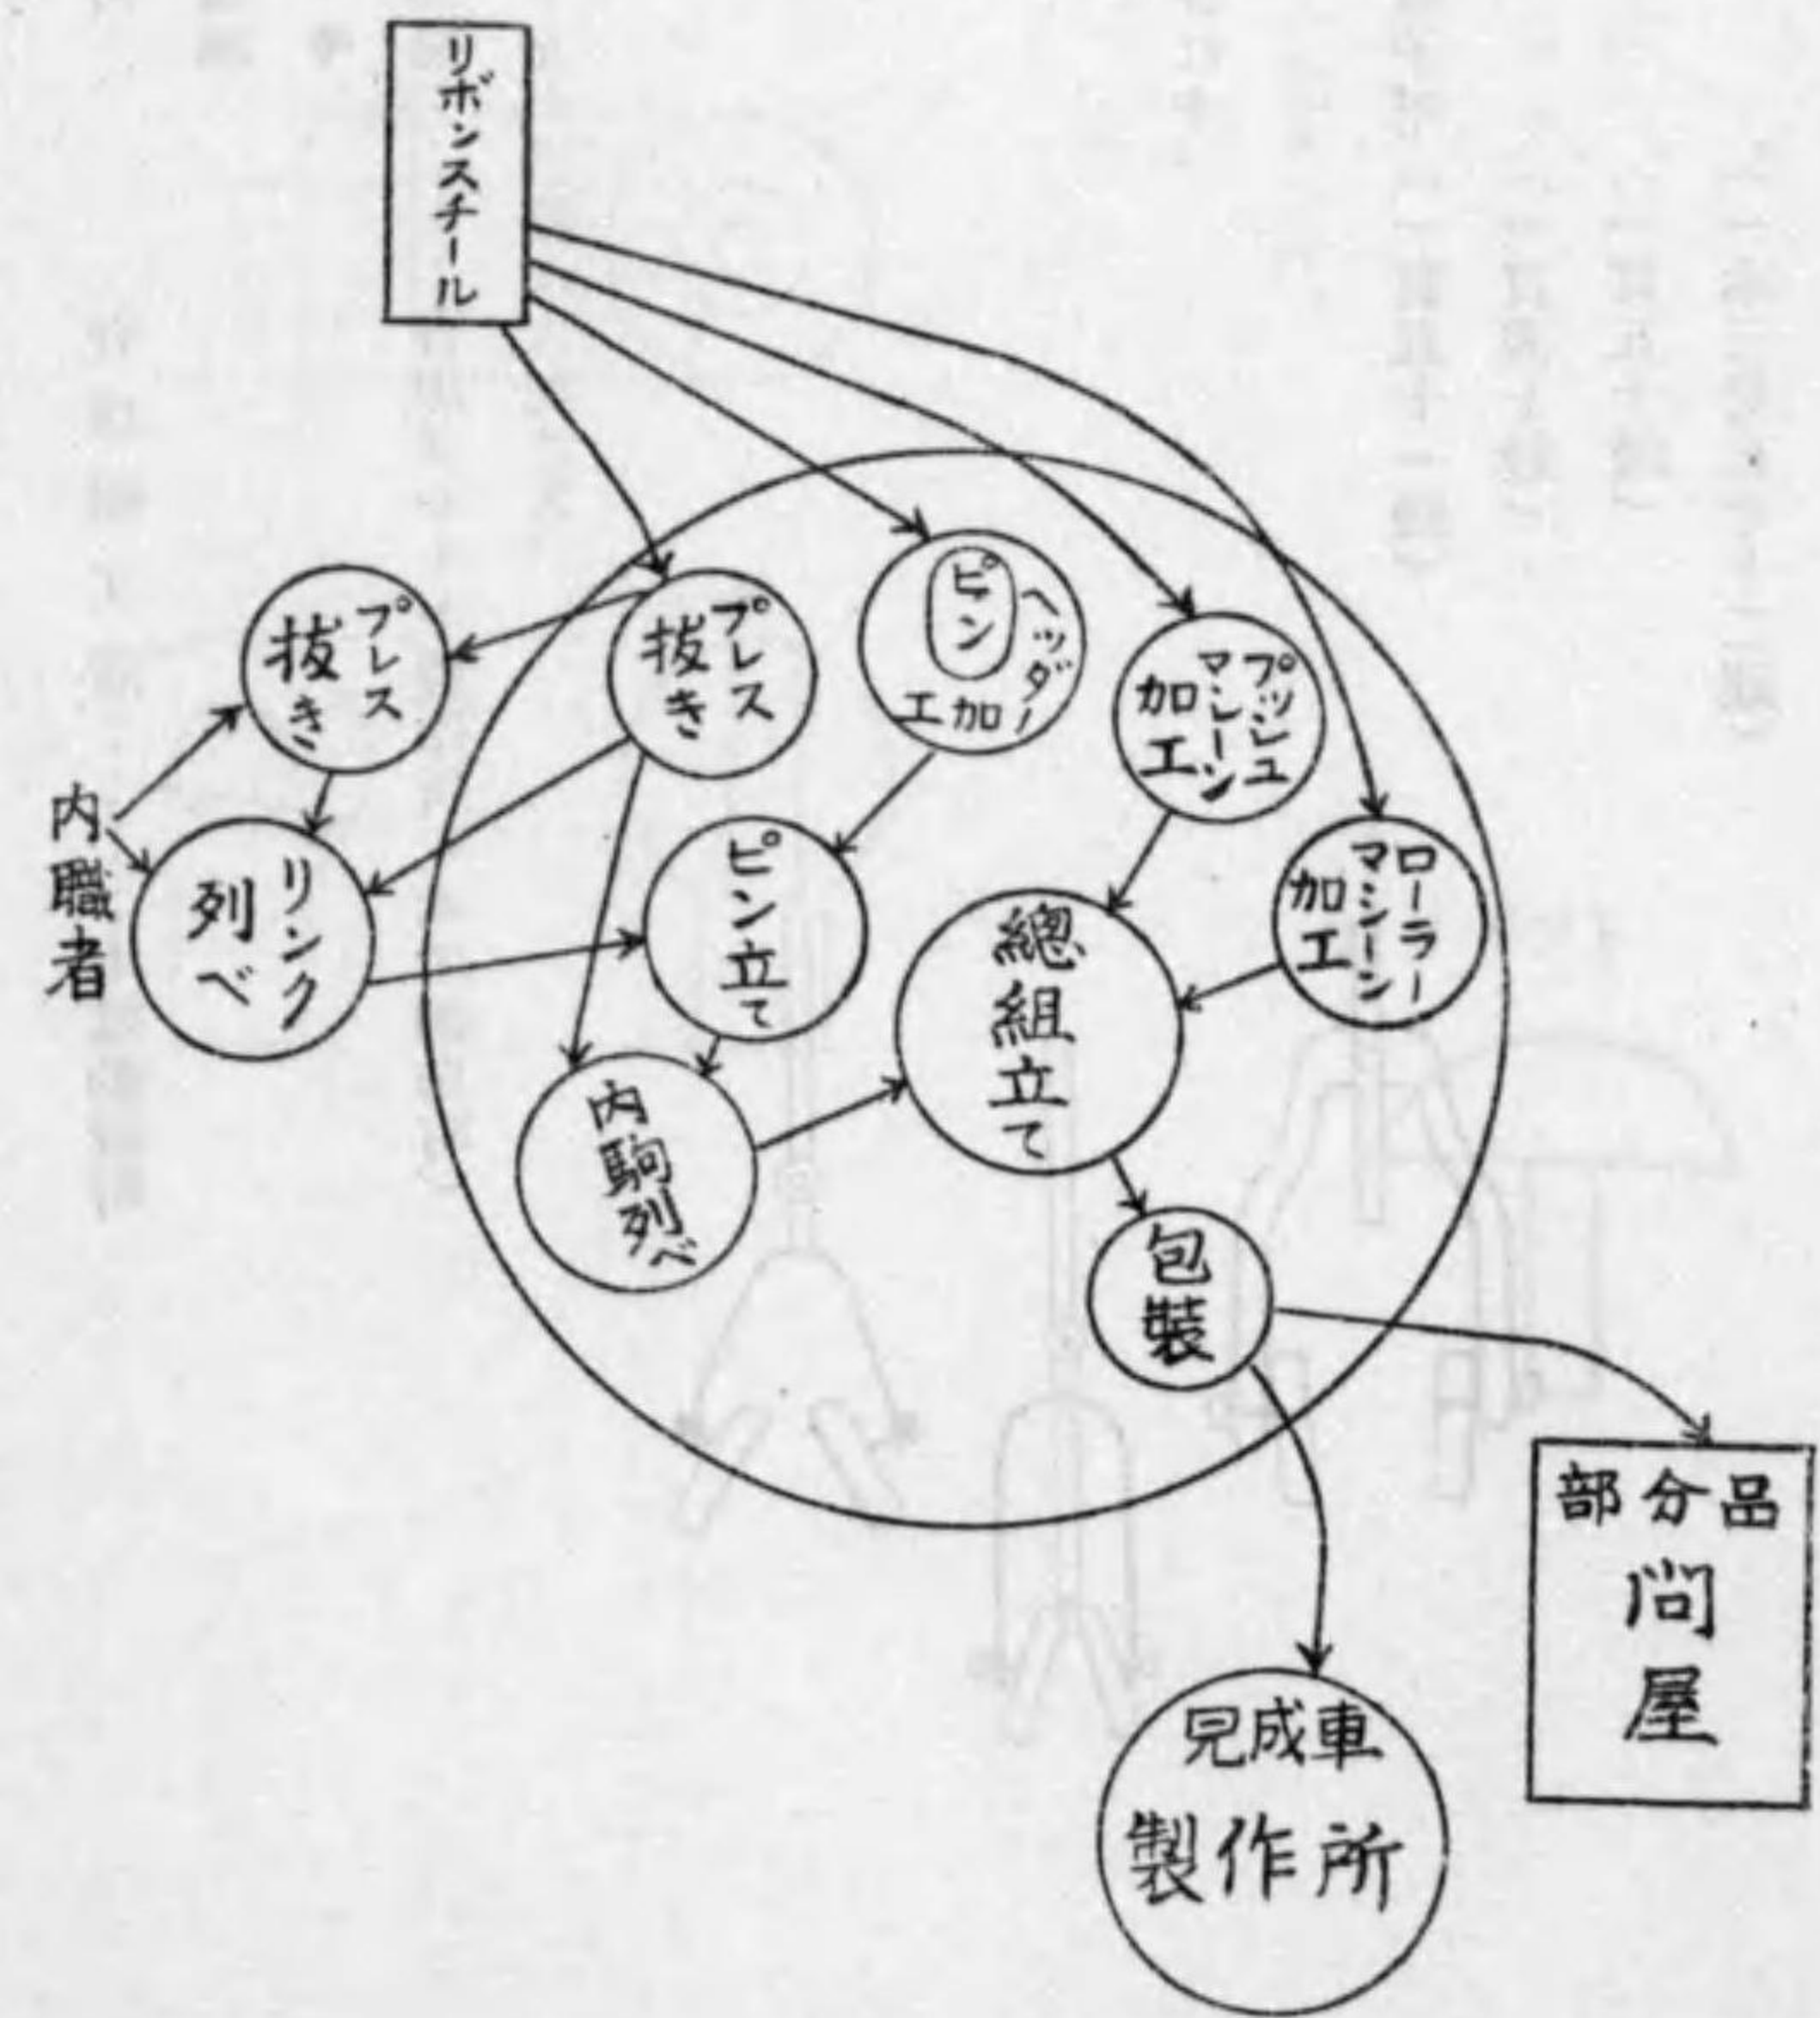 リボンスチール
プレス
抜き
プレス
抜き
ピン
ヘッダー
加工
プッシュ
マシーン
加工
ローラー
マシーン
加工
内職者
リンク
列べ
ピン立て
内駒列べ
總組立て
包装
部分品
問屋
完成車
製作所